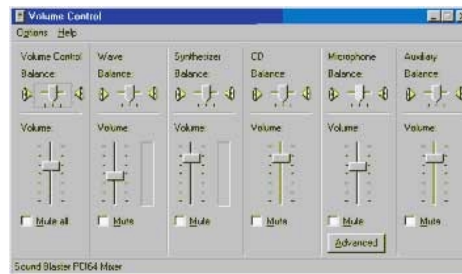 Volume Control
Options Help
Volume Control Wave Synthesizer CD Microphone Auxiliary
Balance: Balance: Balance: Balance: Balance: Balance:
Volume: Volume: Volume: Volume: Volume: Volume:
Mute all Mute Mute Mute Mute Mute
Advanced
Sound Blaster PCI64 Mixer